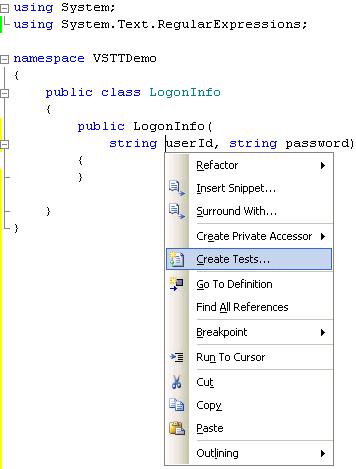 using System;
using System.Text.RegularExpressions;
namespace VSTTDemo
{
public class LogonInfo
{
public LogonInfo(
string userId, string password)
{
}
}
}
Refactor
Insert Snippet...
Surround With...
Create Private Accessor
Create Tests...
Go To Definition
Find All References
Breakpoint
Run To Cursor
Cut
Copy
Paste
Outlining